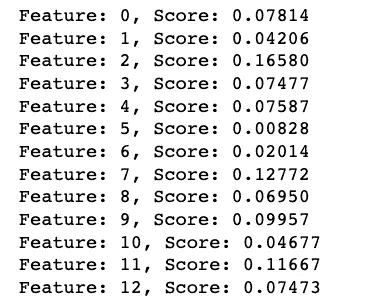 Feature: 0, Score: 0.07814
Feature: 1, Score: 0.04206
Feature: 2, Score: 0.16580
Feature: 3, Score: 0.07477
Feature: 4, Score: 0.07587
Feature: 5, Score: 0.00828
Feature: 6, Score: 0.02014
Feature: 7, Score: 0.12772
Feature: 8, Score: 0.06950
Feature: 9, Score: 0.09957
Feature: 10, Score: 0.04677
Feature: 11, Score: 0.11667
Feature: 12, Score: 0.07473